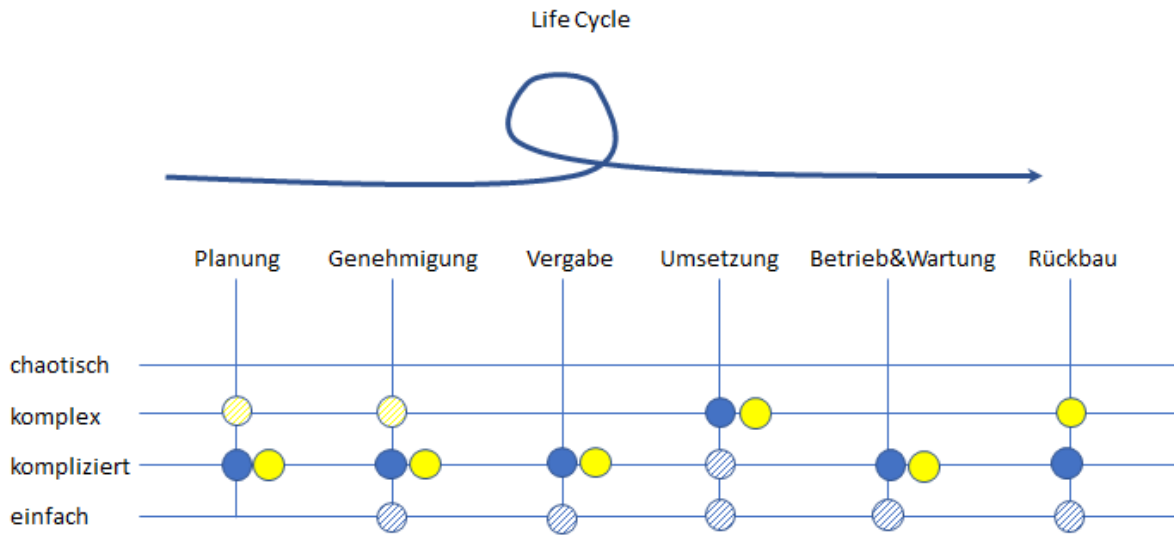 Life Cycle
Planung Genehmigung Vergabe Umsetzung Betrieb&Wartung Rückbau
chaotisch
komplex
kompliziert
einfach